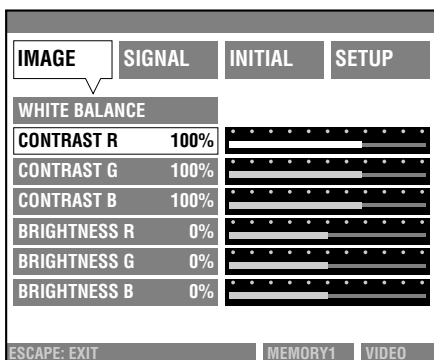 IMAGE SIGNAL INITIAL SETUP
WHITE BALANCE
CONTRAST R 100%
CONTRAST G 100%
CONTRAST B 100%
BRIGHTNESS R 0%
BRIGHTNESS G 0%
BRIGHTNESS B 0%
ESCAPE: EXIT MEMORY1 VIDEO